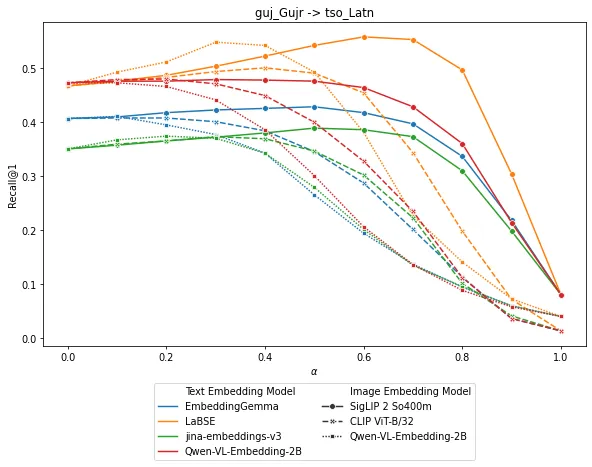 guj_Gujr -> tso_Latn
Recall@1
0.5
0.4
0.3
0.2
0.1
0.0
0.0
0.2
0.4
0.6
0.8
1.0
α
Text Embedding Model
EmbeddingGemma
LaBSE
jina-embeddings-v3
Qwen-VL-Embedding-2B
Image Embedding Model
SigLIP 2 So400m
CLIP ViT-B/32
Qwen-VL-Embedding-2B